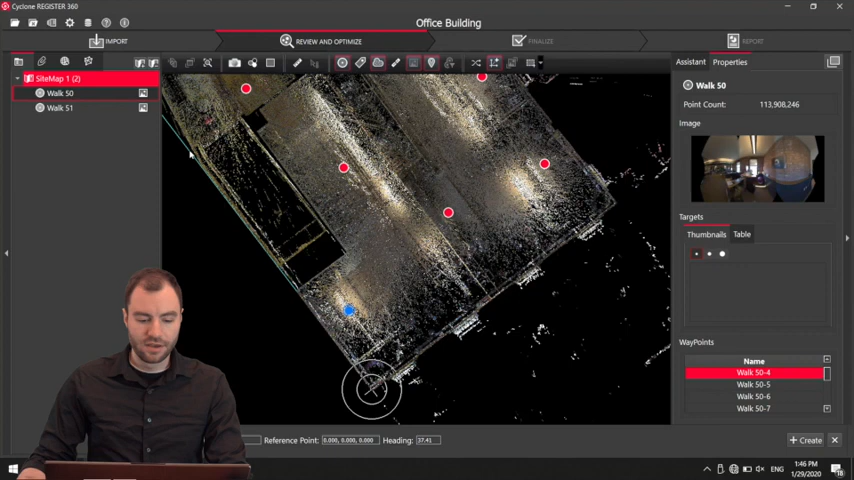 Cyclone REGISTER 360
Office Building
IMPORT
REVIEW AND OPTIMIZE
FINALIZE
REPORT
Assistant
Properties
SiteMap 1 (2)
Walk 50
Walk 51
Walk 50
Point Count: 113,908,246
Image
Targets
Thumbnails
Table
WayPoints
Name
Walk 50-4
Walk 50-5
Walk 50-6
Walk 50-7
Reference Point: 0.000, 0.000, 0.000 Heading: 37.41
Create
ENG
1:46 PM
1/29/2020
18